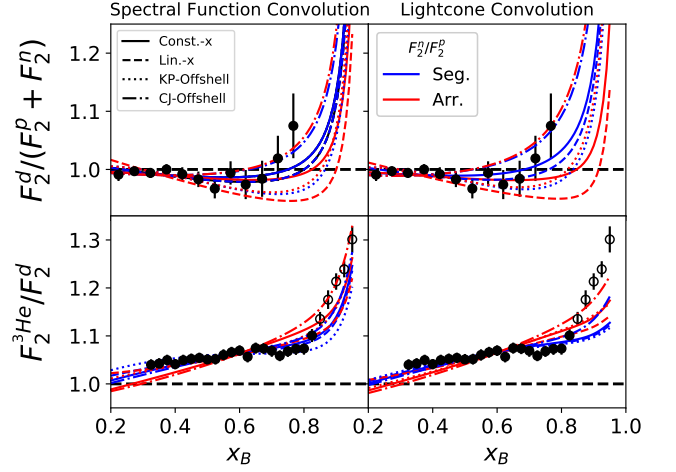 Spectral Function Convolution
Lightcone Convolution
F₂ᵈ/(F₂ᵖ + F₂ⁿ)
1.2
1.1
1.0
Const.-x
Lin.-x
KP-Offshell
CJ-Offshell
F₂ⁿ/F₂ᵖ
Seg.
Arr.
F₂³ᴴᵉ/F₂ᵈ
1.3
1.2
1.1
1.0
0.2 0.4 0.6 0.8 0.2 0.4 0.6 0.8 1.0
x_B
x_B